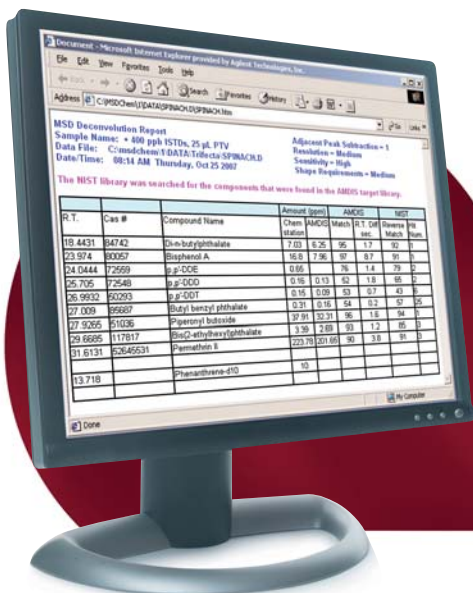 Document - Microsoft Internet Explorer provided by Agilent Technologies, Inc.
File Edit View Favorites Tools Help
Back Search Favorites History
Address C:\MSDChem\1\DATA\SPINACH.D\SPINACH.htm Go Links
MSD Deconvolution Report
Sample Name: + 400 ppb ISTDs, 25 µL PTV
Data File: C:\msdchem\1\DATA\Trifecta\SPINACH.D
Date/Time: 08:14 AM Thursday, Oct 25 2007
Adjacent Peak Subtraction = 1
Resolution = Medium
Sensitivity = High
Shape Requirements = Medium
The NIST library was searched for the components that were found in the AMDIS target library.
Amount (ppm) AMDIS NIST
R.T. Cas # Compound Name Chem station AMDIS Match R.T. Diff sec. Reverse Match Hit Num.
18.4431 84742 Di-n-butylphthalate 7.03 6.25 95 1.7 92 1
23.974 80057 Bisphenol A 16.8 7.96 97 8.7 91 1
24.0444 72559 p,p'-DDE 0.65 76 1.4 79 2
25.705 72548 p,p'-DDD 0.16 0.13 52 1.8 65 2
26.9932 50293 p,p'-DDT 0.15 0.09 53 0.7 43 6
27.009 85687 Butyl benzyl phthalate 0.31 0.16 54 0.2 57 25
27.9265 51036 Piperonyl butoxide 37.91 32.31 96 1.6 94 1
29.6685 117817 Bis(2-ethylhexyl)phthalate 3.39 2.69 93 1.2 85 3
31.6131 52645531 Permethrin II 223.78 201.65 90 3.8 91 3
13.718 Phenanthrene-d10 10
Done My Computer